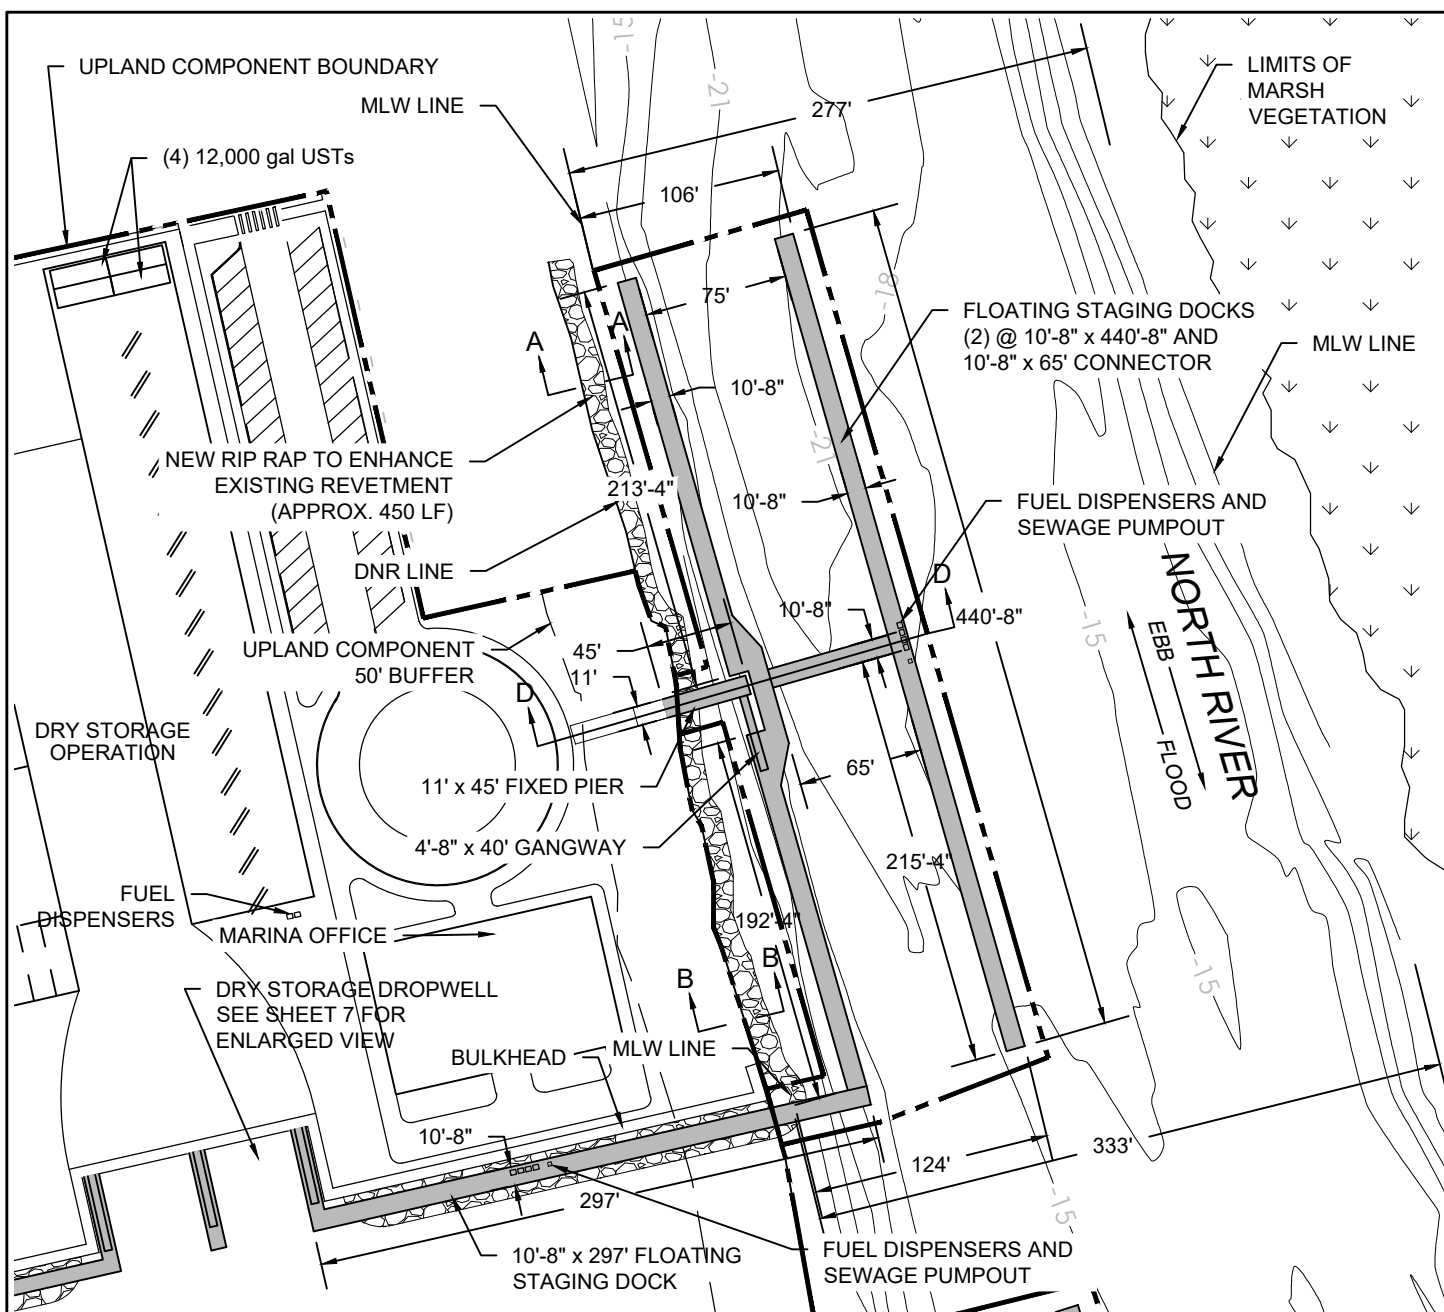 UPLAND COMPONENT BOUNDARY
MLW LINE
(4) 12,000 gal USTs
-15
-21
277'
106'
LIMITS OF
MARSH
VEGETATION
75'
-18
A
A
FLOATING STAGING DOCKS
(2) @ 10'-8" x 440'-8" AND
10'-8" x 65' CONNECTOR
MLW LINE
10'-8"
-21
NEW RIP RAP TO ENHANCE
EXISTING REVETMENT
(APPROX. 450 LF)
213'-4"
10'-8"
FUEL DISPENSERS AND
SEWAGE PUMPOUT
DNR LINE
D
10'-8"
440'-8"
-15
NORTH RIVER
EBB
FLOOD
UPLAND COMPONENT
50' BUFFER
45'
11'
D
DRY STORAGE
OPERATION
11' x 45' FIXED PIER
65'
4'-8" x 40' GANGWAY
215'-4"
FUEL
DISPENSERS
MARINA OFFICE
192'-4"
B
B
-15
DRY STORAGE DROPWELL
SEE SHEET 7 FOR
ENLARGED VIEW
BULKHEAD
MLW LINE
10'-8"
124'
333'
297'
-15
10'-8" x 297' FLOATING
STAGING DOCK
FUEL DISPENSERS AND
SEWAGE PUMPOUT